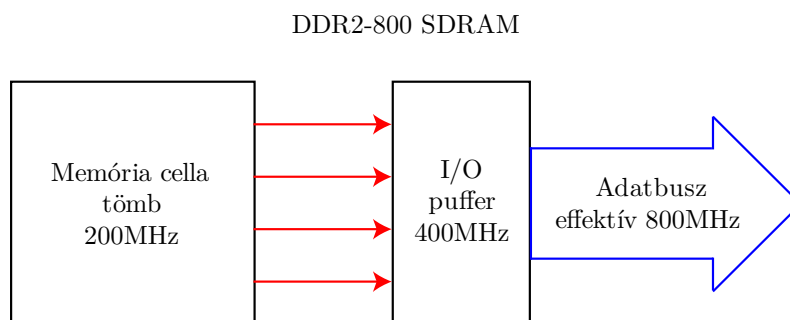 DDR2-800 SDRAM
Memória cella
tömb
200MHz
I/O
puffer
400MHz
Adatbusz
effektív 800MHz